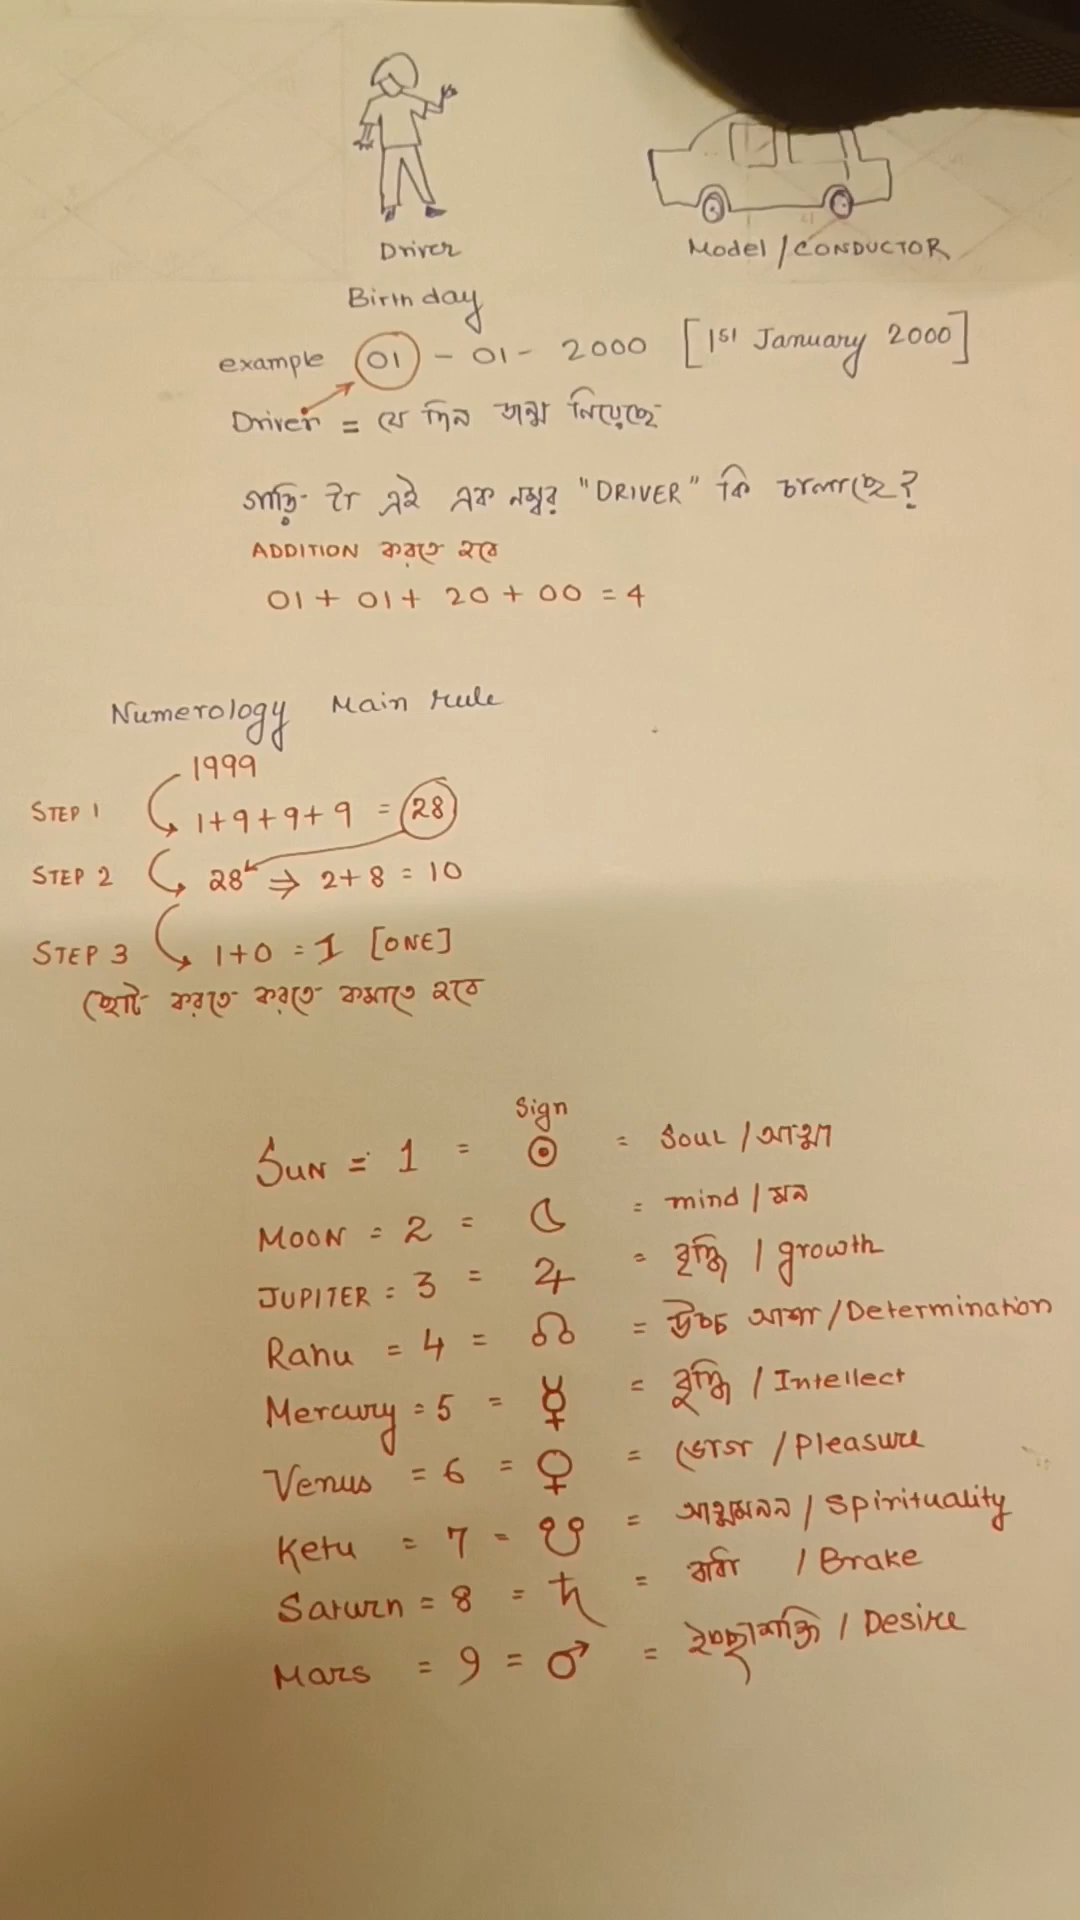 Driver
Model / CONDUCTOR
Birthday
example 01 - 01 - 2000 [1st January 2000]
Driver = যে দিন জন্ম নিয়েছে
গাড়ি টা এই এক নম্বর "DRIVER" কি চালাচ্ছে?
ADDITION করতে হবে
01 + 01 + 20 + 00 = 4
Numerology Main rule
1999
STEP 1 1+9+9+9 = 28
STEP 2 28 ⇒ 2+8 = 10
STEP 3 1+0 = 1 [ONE]
ছোট করতে করতে কমাতে হবে
Sign
SUN = 1 = ☉ = Soul / আত্মা
MOON = 2 = ☾ = mind / মন
JUPITER = 3 = ♃ = বৃদ্ধি / growth
Rahu = 4 = ☊ = উচ্চ আশা / Determination
Mercury = 5 = ☿ = বুদ্ধি / Intellect
Venus = 6 = ♀ = ভোগ / Pleasure
Ketu = 7 = ☋ = আত্মমনন / Spirituality
Saturn = 8 = ♄ = বাধা / Brake
Mars = 9 = ♂ = ইচ্ছাশক্তি / Desire